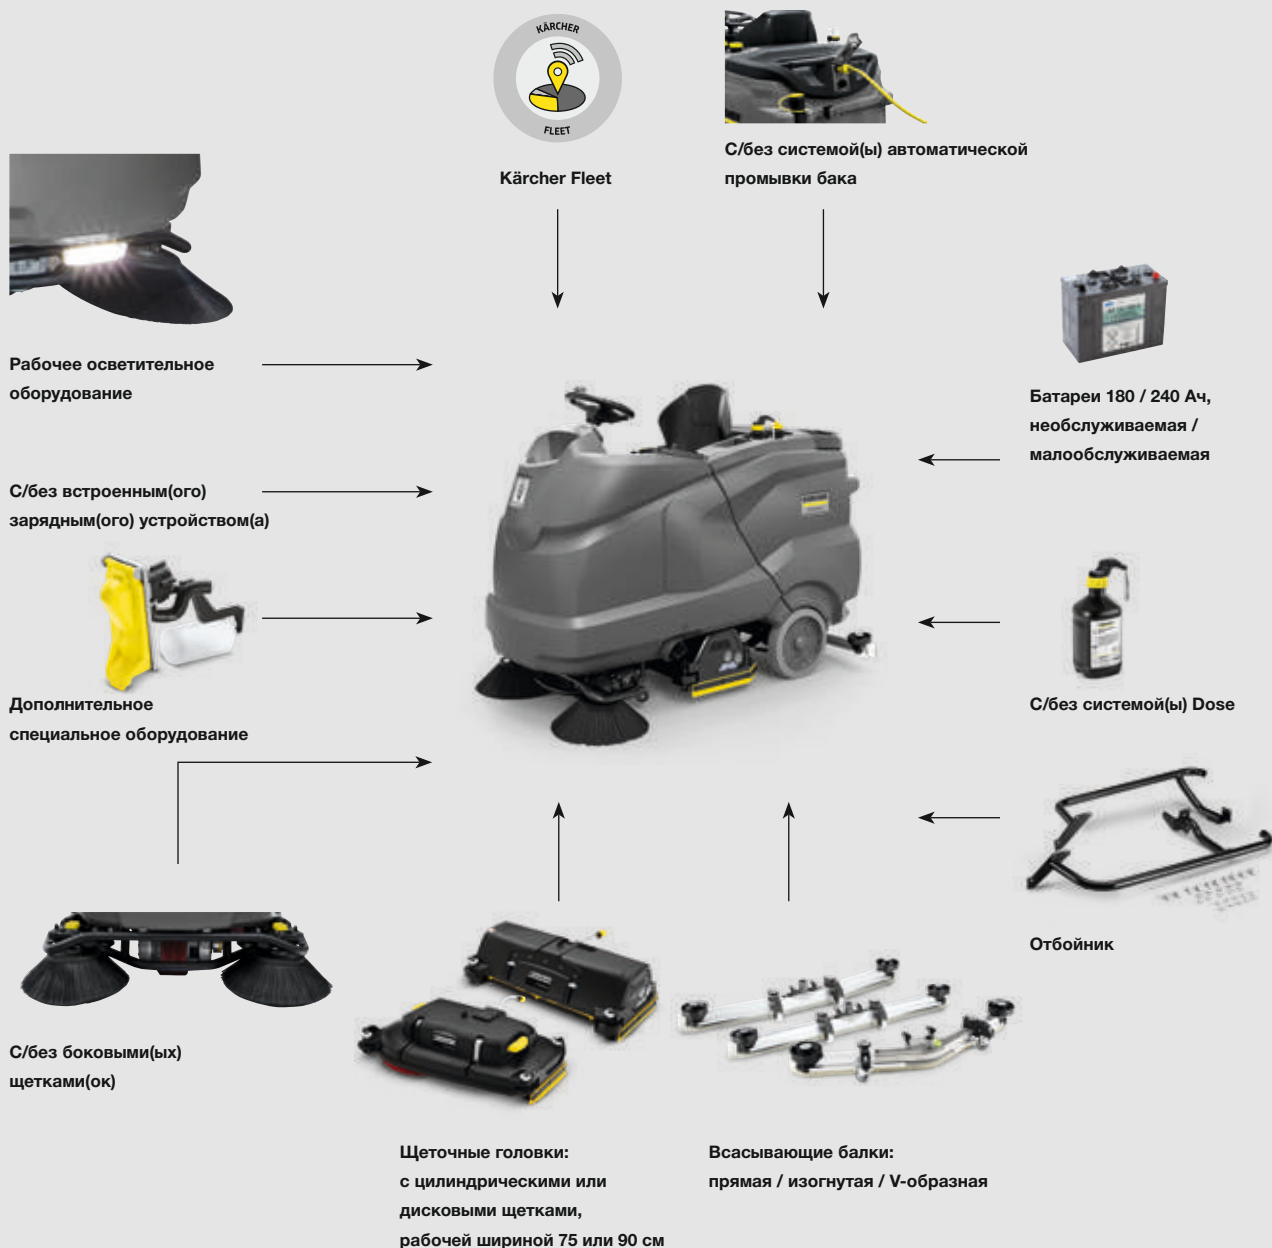 KÄRCHER
FLEET
Kärcher Fleet
С/без системой(ы) автоматической
промывки бака
Рабочее осветительное
оборудование
Батареи 180 / 240 Ач,
необслуживаемая /
малообслуживаемая
С/без встроенным(ого)
зарядным(ого) устройством(а)
Дополнительное
специальное оборудование
С/без системой(ы) Dose
Отбойник
С/без боковыми(ых)
щетками(ок)
Щеточные головки:
с цилиндрическими или
дисковыми щетками,
рабочей шириной 75 или 90 см
Всасывающие балки:
прямая / изогнутая / V-образная